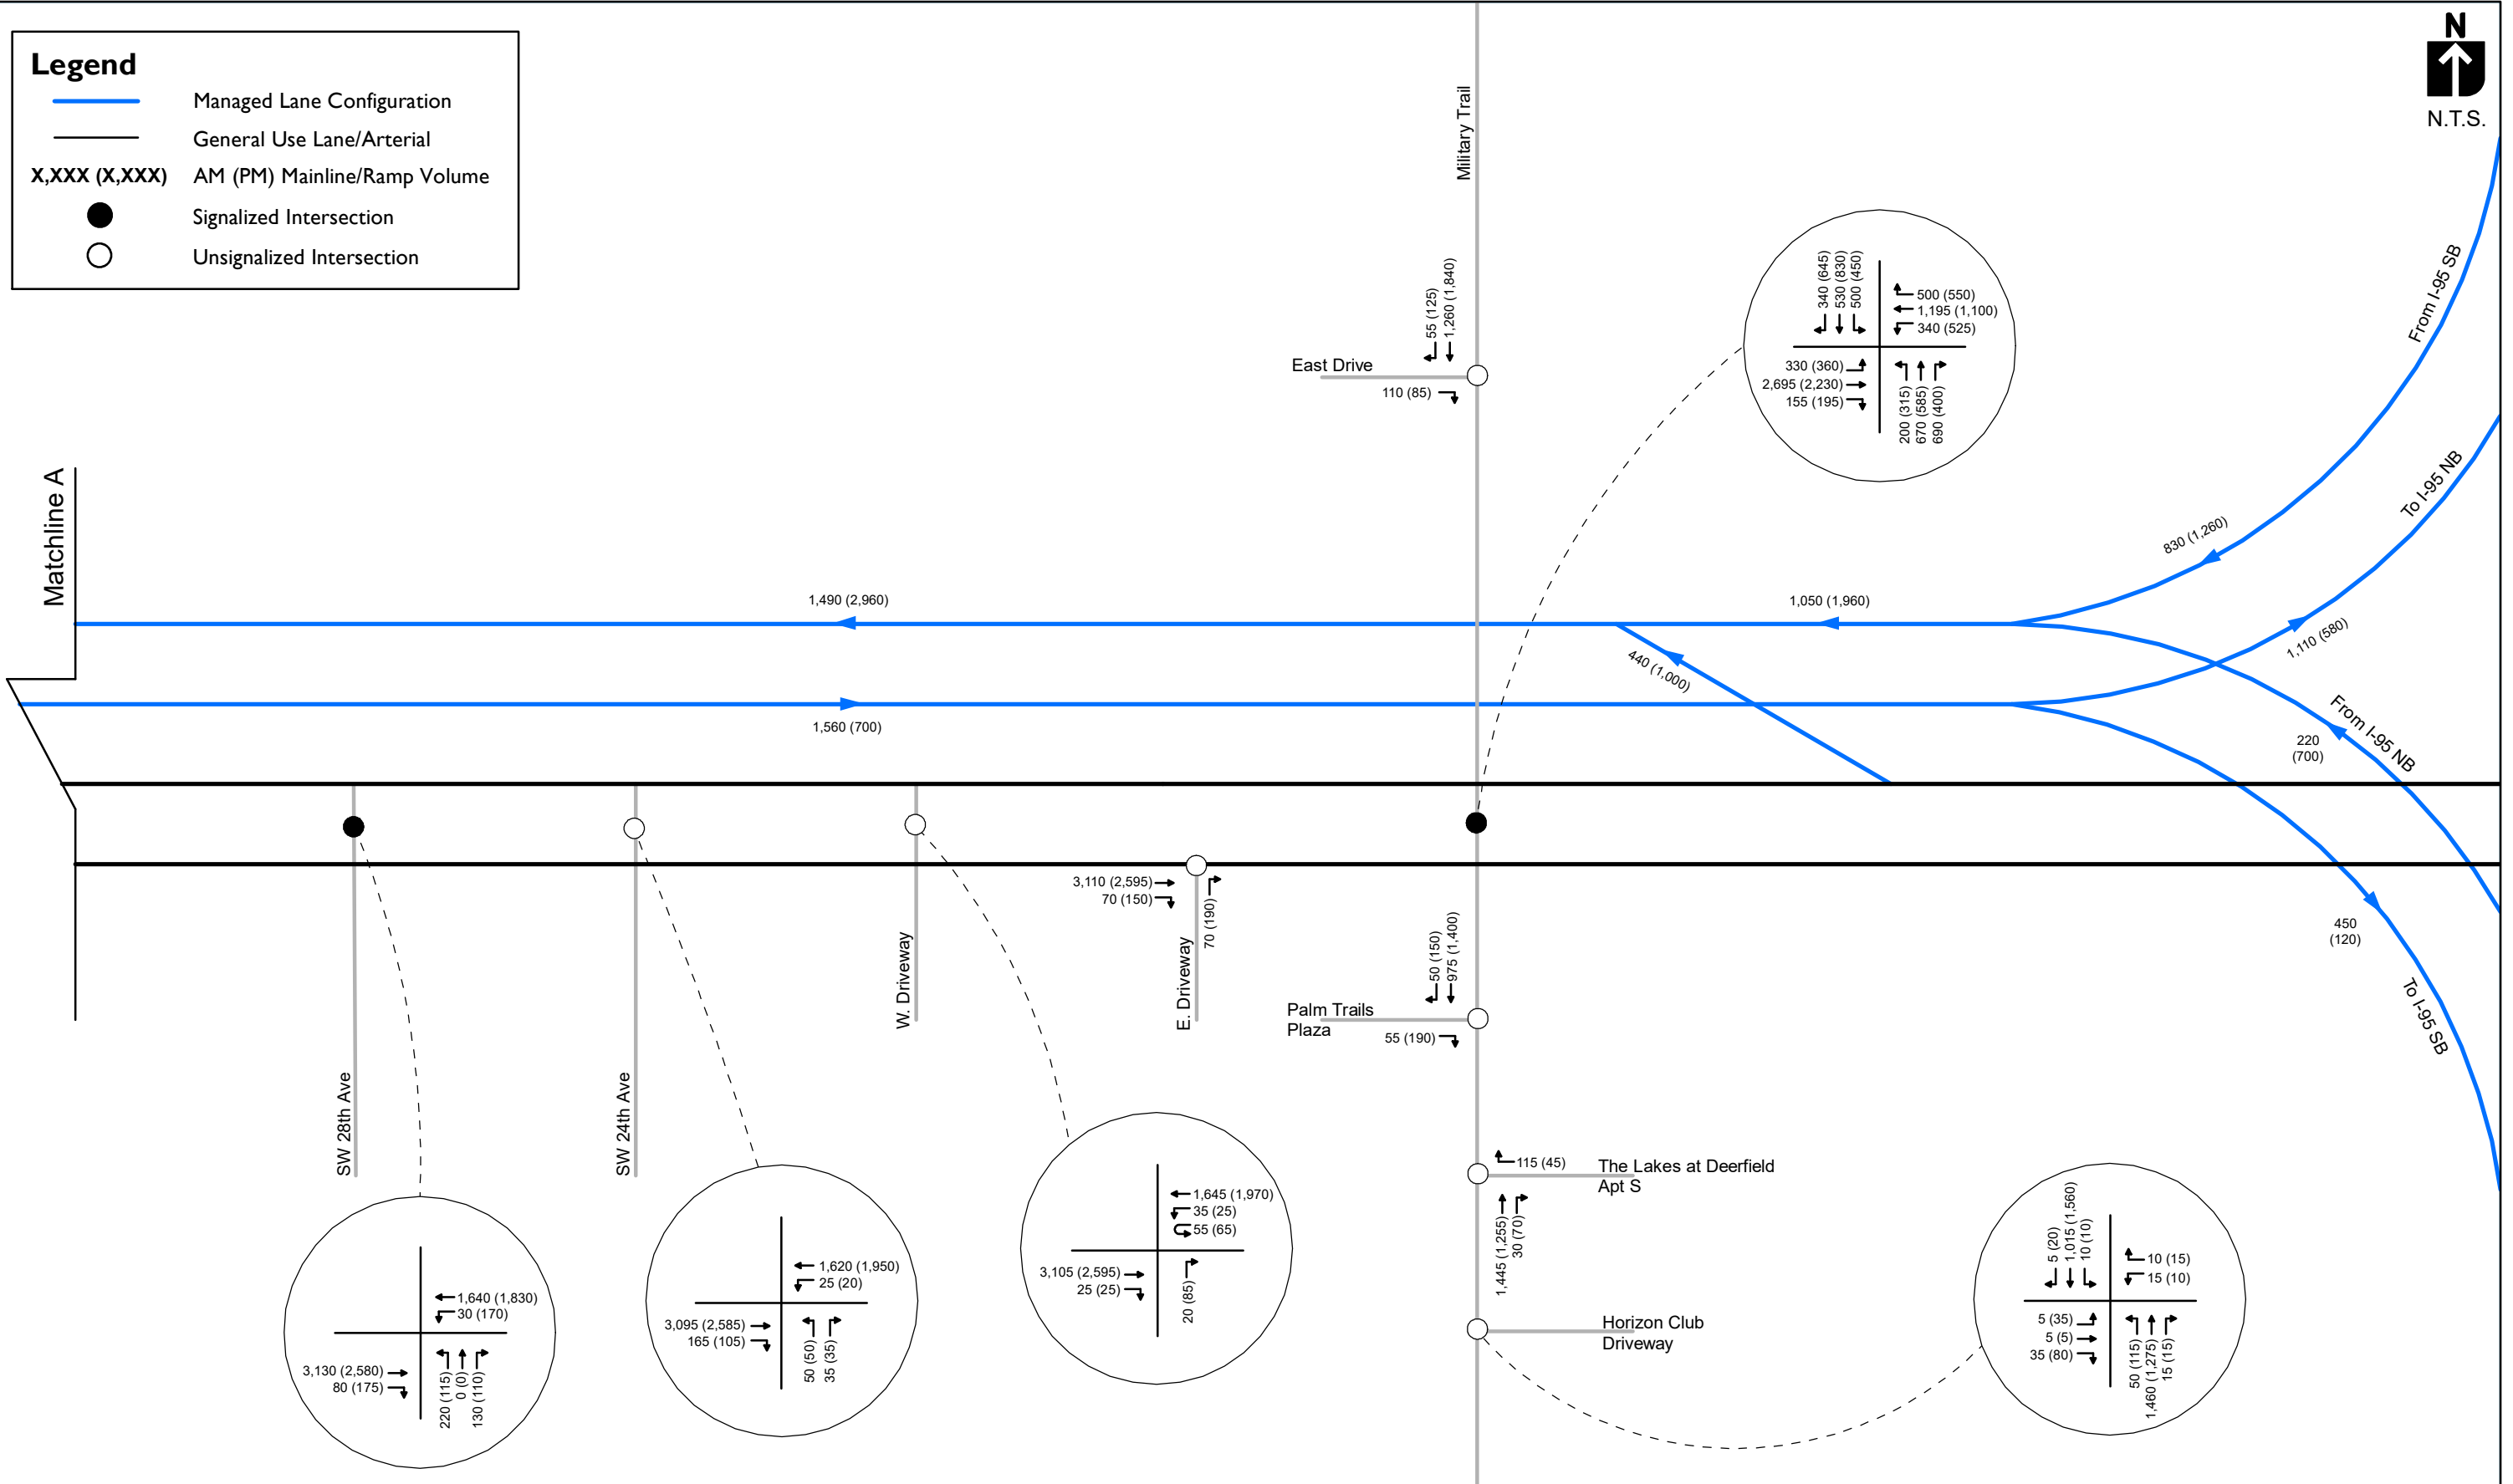 Legend
Managed Lane Configuration
General Use Lane/Arterial
X,XXX (X,XXX) AM (PM) Mainline/Ramp Volume
Signalized Intersection
Unsignalized Intersection
N
N.T.S.
Military Trail
From I-95 SB
To I-95 NB
55 (125)
1,260 (1,840)
East Drive
110 (85)
340 (645)
530 (830)
500 (450)
500 (550)
1,195 (1,100)
340 (525)
330 (360)
2,695 (2,230)
155 (195)
200 (315)
670 (585)
690 (400)
Matchline A
830 (1,260)
1,490 (2,960)
1,050 (1,960)
1,110 (580)
440 (1,000)
1,560 (700)
From I-95 NB
220
(700)
3,110 (2,595)
70 (150)
70 (190)
W. Driveway
E. Driveway
50 (150)
975 (1,400)
450
(120)
Palm Trails
Plaza
55 (190)
To I-95 SB
SW 28th Ave
SW 24th Ave
115 (45)
The Lakes at Deerfield
Apt S
1,445 (1,255)
30 (70)
Horizon Club
Driveway
1,640 (1,830)
30 (170)
3,130 (2,580)
80 (175)
220 (115)
0 (0)
130 (110)
1,620 (1,950)
25 (20)
3,095 (2,585)
165 (105)
50 (50)
35 (35)
1,645 (1,970)
35 (25)
55 (65)
3,105 (2,595)
25 (25)
20 (85)
5 (20)
1,015 (1,560)
10 (10)
10 (15)
15 (10)
5 (35)
5 (5)
35 (80)
50 (115)
1,460 (1,275)
15 (15)